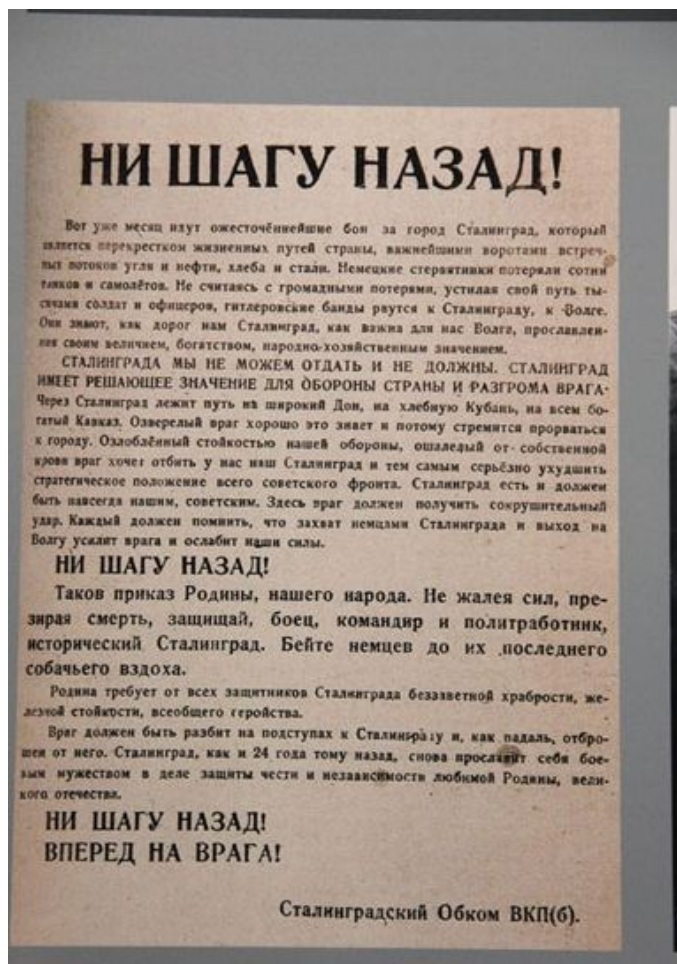 НИ ШАГУ НАЗАД!
Вот уже месяц идут ожесточённейшие бои за город Сталинград, который
является перекрестком жизненных путей страны, важнейшими воротами встреч-
ных потоков угля и нефти, хлеба и стали. Немецкие стервятники потеряли сотни
танков и самолётов. Не считаясь с громадными потерями, устилая свой путь ты-
сячами солдат и офицеров, гитлеровские банды рвутся к Сталинграду, к Волге.
Они знают, как дорог нам Сталинград, как важна для нас Волга, прославлен-
ная своим величием, богатством, народно-хозяйственным значением.
СТАЛИНГРАДА МЫ НЕ МОЖЕМ ОТДАТЬ И НЕ ДОЛЖНЫ. СТАЛИНГРАД
ИМЕЕТ РЕШАЮЩЕЕ ЗНАЧЕНИЕ ДЛЯ ОБОРОНЫ СТРАНЫ И РАЗГРОМА ВРАГА.
Через Сталинград лежит путь на широкий Дон, на хлебную Кубань, на всем бо-
гатый Кавказ. Озверелый враг хорошо это знает и потому стремится прорваться
к городу. Озлоблённый стойкостью нашей обороны, ошалелый от собственной
крови враг хочет отбить у нас наш Сталинград и тем самым серьёзно ухудшить
стратегическое положение всего советского фронта. Сталинград есть и должен
быть навсегда нашим, советским. Здесь враг должен получить сокрушительный
удар. Каждый должен помнить, что захват немцами Сталинграда и выход на
Волгу усилят врага и ослабит наши силы.
НИ ШАГУ НАЗАД!
Таков приказ Родины, нашего народа. Не жалея сил, пре-
зирая смерть, защищай, боец, командир и политработник,
исторический Сталинград. Бейте немцев до их последнего
собачьего вздоха.
Родина требует от всех защитников Сталинграда беззаветной храбрости, же-
лезной стойкости, всеобщего геройства.
Враг должен быть разбит на подступах к Сталинграду и, как падаль, отбро-
шен от него. Сталинград, как и 24 года тому назад, снова прославит себя бое-
вым мужеством в деле защиты чести и независимости любимой Родины, вели-
кого отечества.
НИ ШАГУ НАЗАД!
ВПЕРЕД НА ВРАГА!
Сталинградский Обком ВКП(б).